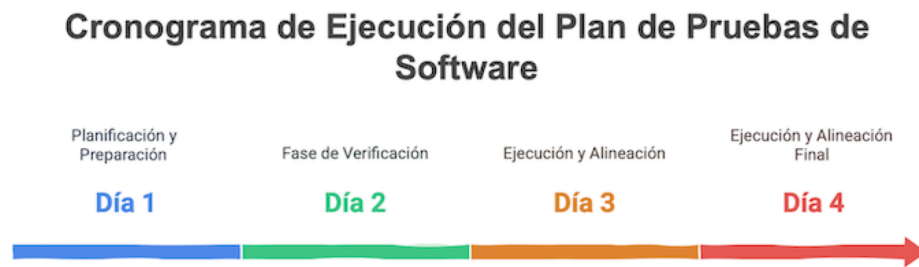 Cronograma de Ejecución del Plan de Pruebas de
Software
Planificación y
Preparación
Día 1
Fase de Verificación
Día 2
Ejecución y Alineación
Día 3
Ejecución y Alineación
Final
Día 4